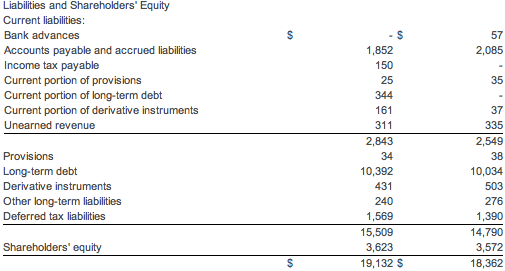 Liabilities and Shareholders' Equity
Current liabilities:
Bank advances $ - $ 57
Accounts payable and accrued liabilities 1,852 2,085
Income tax payable 150 -
Current portion of provisions 25 35
Current portion of long-term debt 344 -
Current portion of derivative instruments 161 37
Unearned revenue 311 335
2,843 2,549
Provisions 34 38
Long-term debt 10,392 10,034
Derivative instruments 431 503
Other long-term liabilities 240 276
Deferred tax liabilities 1,569 1,390
15,509 14,790
Shareholders' equity 3,623 3,572
$ 19,132 $ 18,362